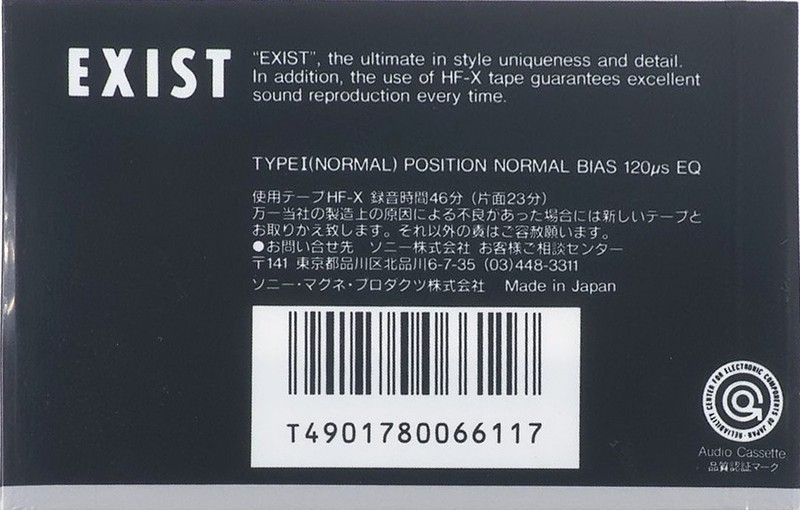 EXIST
"EXIST", the ultimate in style uniqueness and detail.
In addition, the use of HF-X tape guarantees excellent
sound reproduction every time.
TYPE I (NORMAL) POSITION NORMAL BIAS 120μs EQ
使用テープHF-X 録音時間46分 (片面23分)
万一当社の製造上の原因による不良があった場合には新しいテープと
お取りかえ致します。それ以外の責はご容赦願います。
●お問い合せ先 ソニー株式会社 お客様ご相談センター
〒141 東京都品川区北品川6-7-35 (03)448-3311
ソニー・マグネ・プロダクツ株式会社 Made in Japan
T4901780066117
RELIABILITY CENTER FOR ELECTRONIC COMPONENTS OF JAPAN
Audio Cassette
品質認証マーク